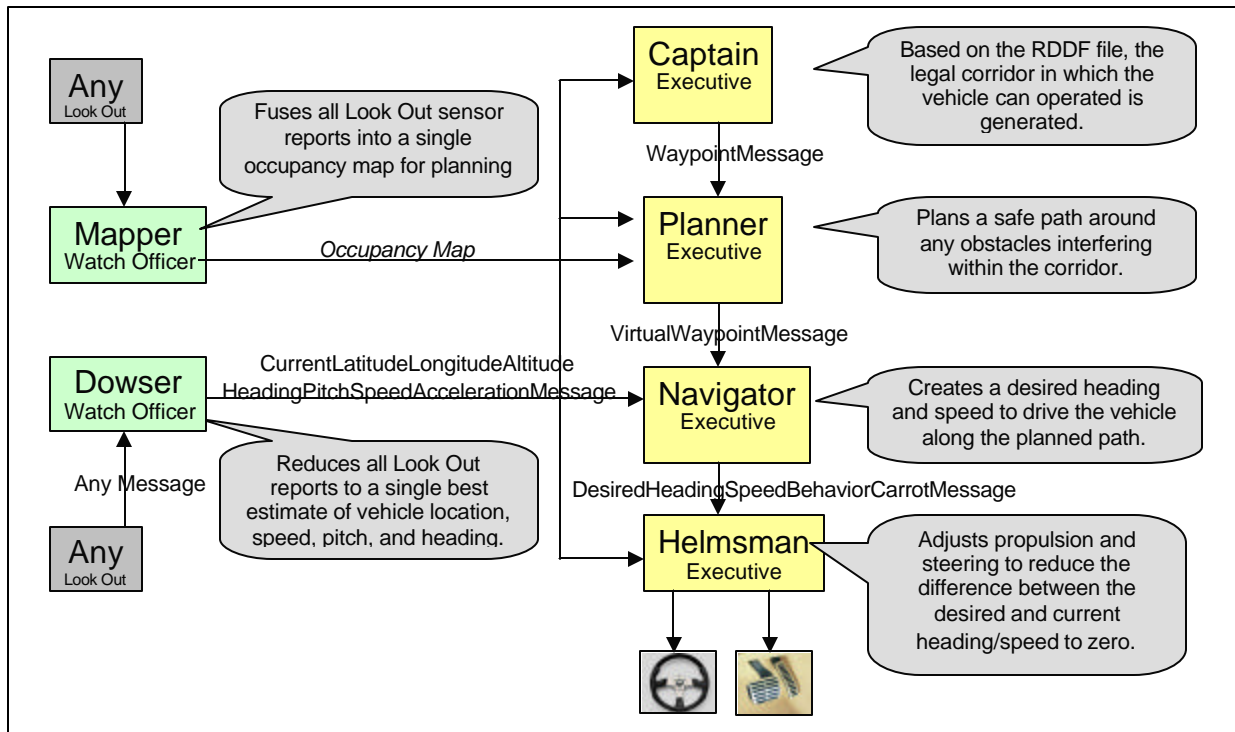 Any
Look Out
Fuses all Look Out sensor
reports into a single
occupancy map for planning
Captain
Executive
Based on the RDDF file, the
legal corridor in which the
vehicle can operated is
generated.
WaypointMessage
Mapper
Watch Officer
Occupancy Map
Planner
Executive
Plans a safe path around
any obstacles interfering
within the corridor.
VirtualWaypointMessage
Dowser
Watch Officer
CurrentLatitudeLongitudeAltitude
HeadingPitchSpeedAccelerationMessage
Navigator
Executive
Creates a desired heading
and speed to drive the vehicle
along the planned path.
Any Message
Reduces all Look Out
reports to a single best
estimate of vehicle location,
speed, pitch, and heading.
DesiredHeadingSpeedBehaviorCarrotMessage
Any
Look Out
Helmsman
Executive
Adjusts propulsion and
steering to reduce the
difference between the
desired and current
heading/speed to zero.